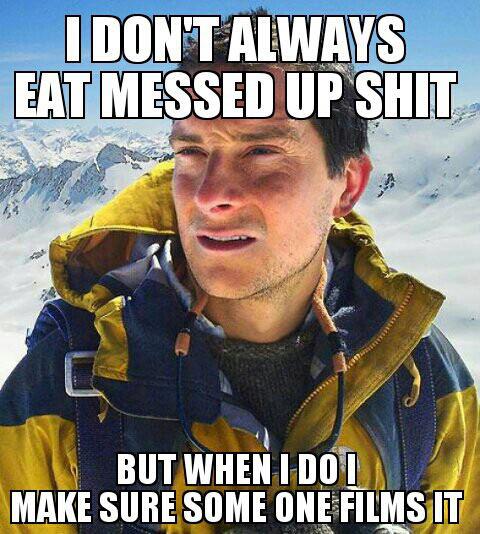 I DON'T ALWAYS
EAT MESSED UP SHIT
BUT WHEN I DO I
MAKE SURE SOME ONE FILMS IT